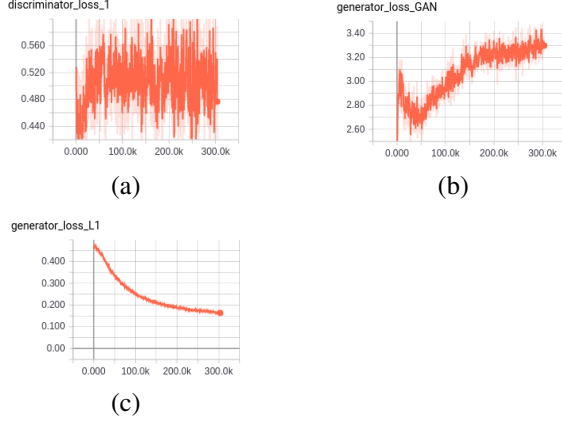 discriminator_loss_1
0.560
0.520
0.480
0.440
0.000 100.0k 200.0k 300.0k
(a)
generator_loss_GAN
3.40
3.20
3.00
2.80
2.60
0.000 100.0k 200.0k 300.0k
(b)
generator_loss_L1
0.400
0.300
0.200
0.100
0.00
0.000 100.0k 200.0k 300.0k
(c)